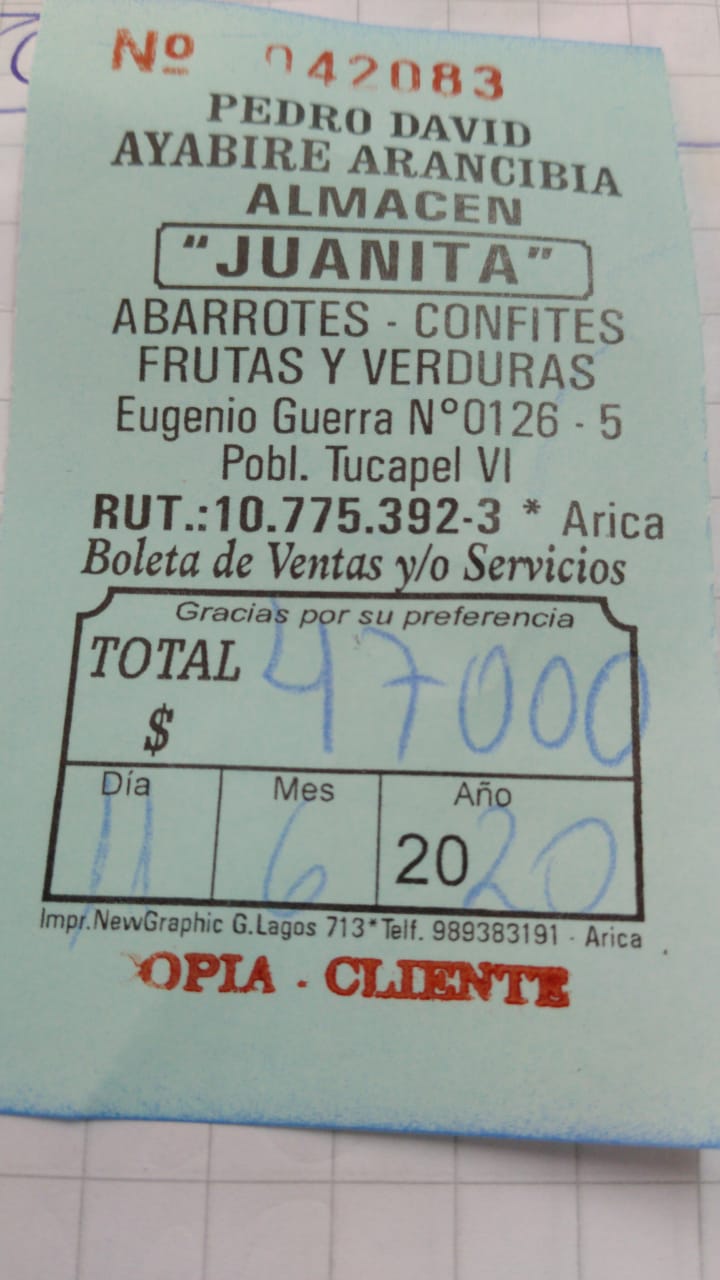 Nº 042083
PEDRO DAVID
AYABIRE ARANCIBIA
ALMACEN
"JUANITA"
ABARROTES - CONFITES
FRUTAS Y VERDURAS
Eugenio Guerra N°0126 - 5
Pobl. Tucapel VI
RUT.:10.775.392-3 * Arica
Boleta de Ventas y/o Servicios
Gracias por su preferencia
TOTAL
$ 47000
Día Mes Año
11 6 2020
Impr.NewGraphic G.Lagos 713*Telf. 989383191 - Arica
OPIA - CLIENTE